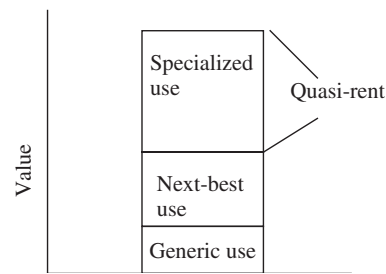 Specialized
use
Quasi-rent
Next-best
use
Generic use
Value